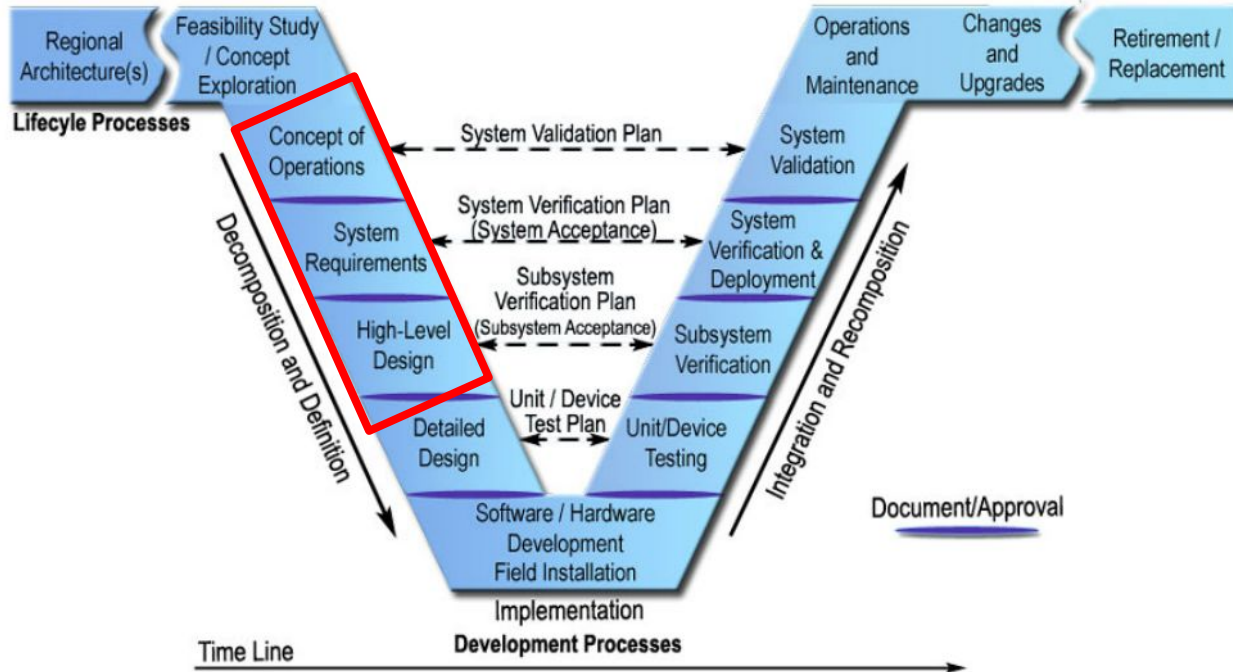 Regional
Architecture(s)
Feasibility Study
/ Concept
Exploration
Operations
and
Maintenance
Changes
and
Upgrades
Retirement /
Replacement
Lifecyle Processes
Concept of
Operations
System Validation Plan
System
Validation
System
Requirements
System Verification Plan
(System Acceptance)
System
Verification &
Deployment
High-Level
Design
Subsystem
Verification Plan
(Subsystem Acceptance)
Subsystem
Verification
Detailed
Design
Unit / Device
Test Plan
Unit/Device
Testing
Decomposition and Definition
Integration and Recomposition
Software / Hardware
Development
Field Installation
Document/Approval
Implementation
Development Processes
Time Line